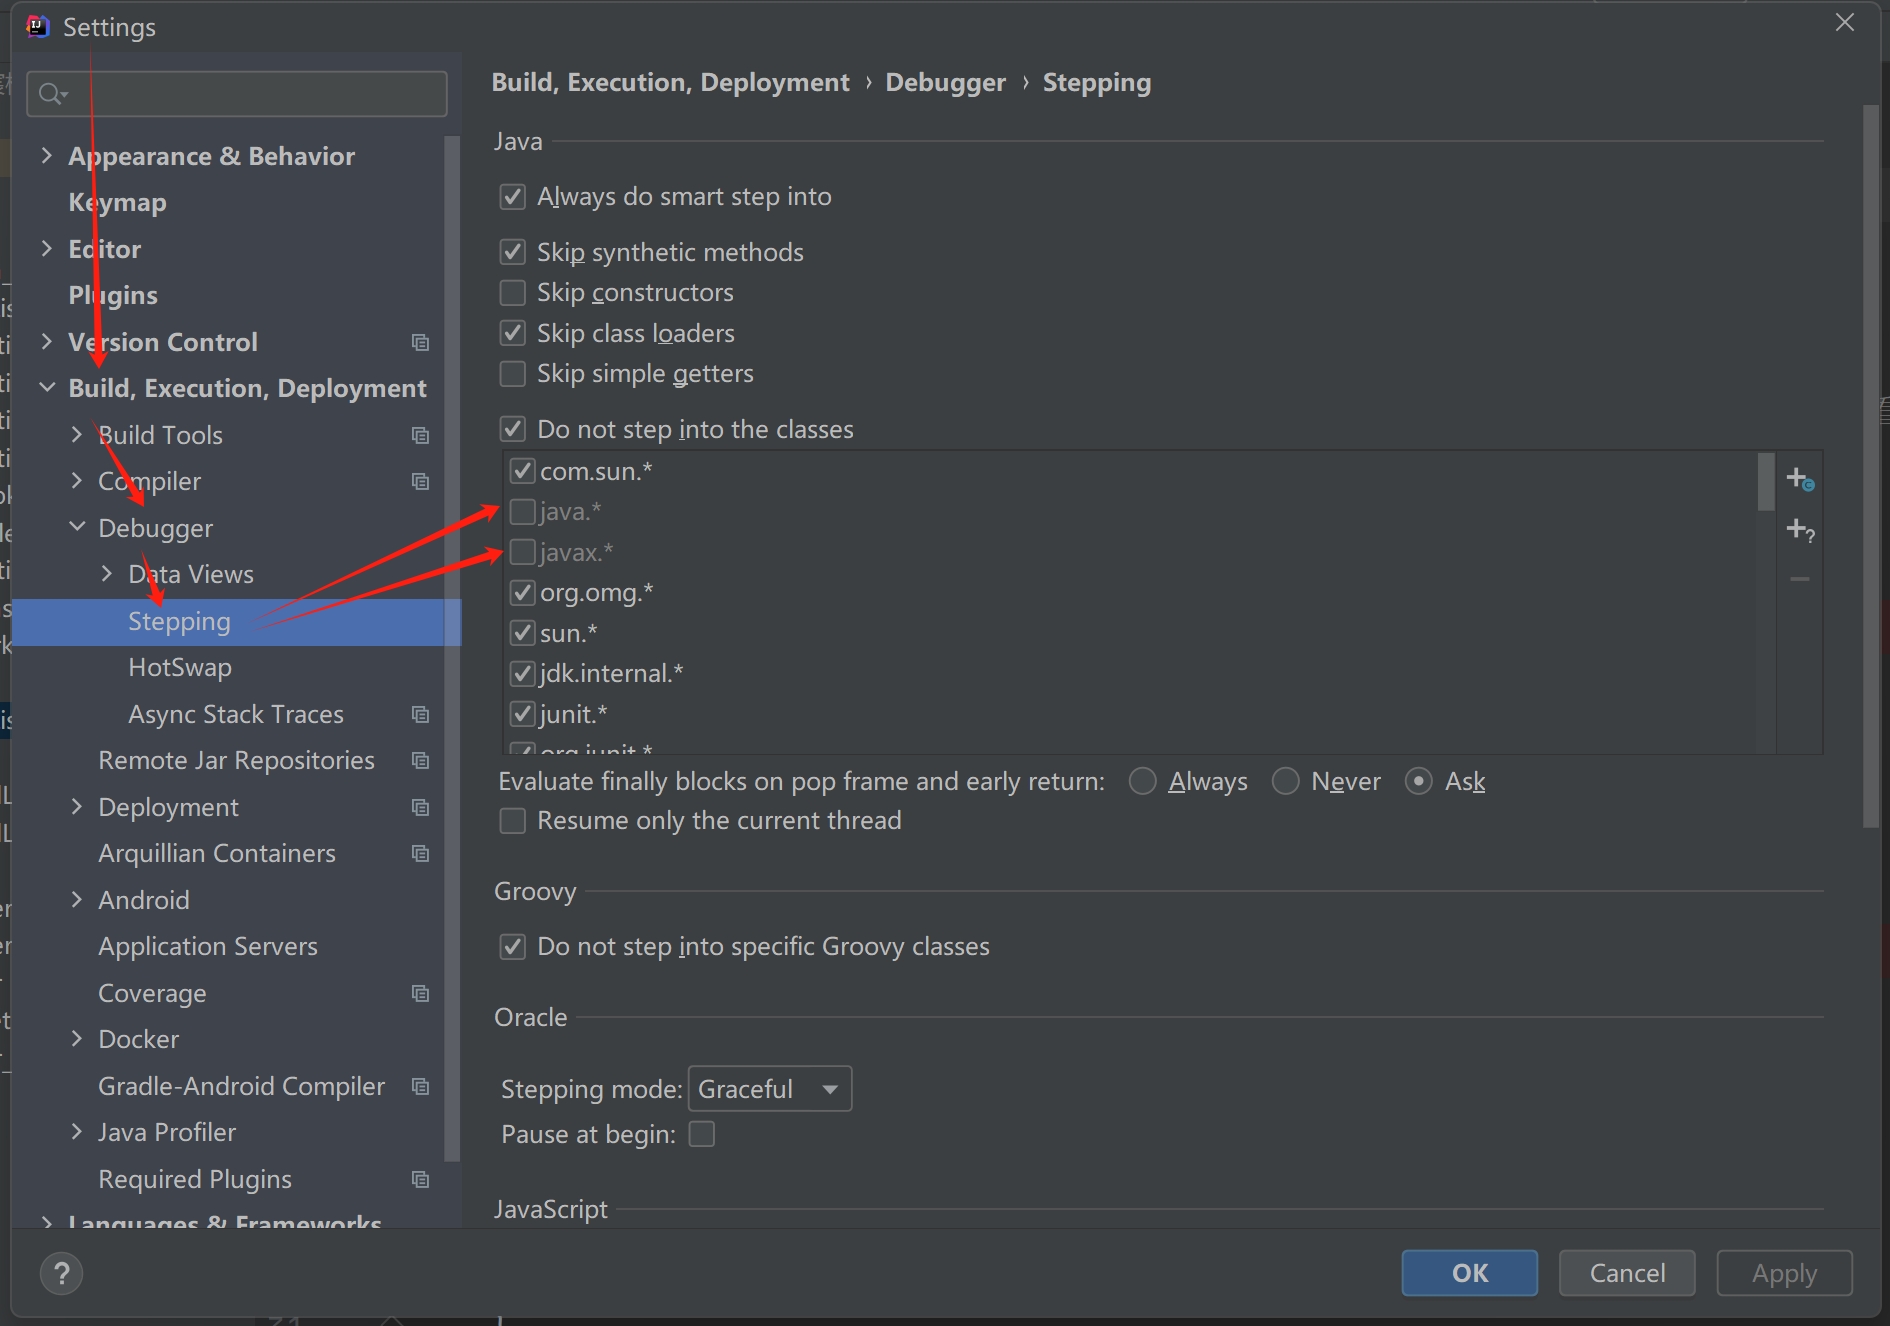 Settings
Appearance & Behavior
Keymap
Editor
Plugins
Version Control
Build, Execution, Deployment
Build Tools
Compiler
Debugger
Data Views
Stepping
HotSwap
Async Stack Traces
Remote Jar Repositories
Deployment
Arquillian Containers
Android
Application Servers
Coverage
Docker
Gradle-Android Compiler
Java Profiler
Required Plugins
Languages & Frameworks
Build, Execution, Deployment › Debugger › Stepping
Java
Always do smart step into
Skip synthetic methods
Skip constructors
Skip class loaders
Skip simple getters
Do not step into the classes
com.sun.*
java.*
javax.*
org.omg.*
sun.*
jdk.internal.*
junit.*
org.junit.*
Evaluate finally blocks on pop frame and early return: Always Never Ask
Resume only the current thread
Groovy
Do not step into specific Groovy classes
Oracle
Stepping mode: Graceful
Pause at begin:
JavaScript
? OK Cancel Apply